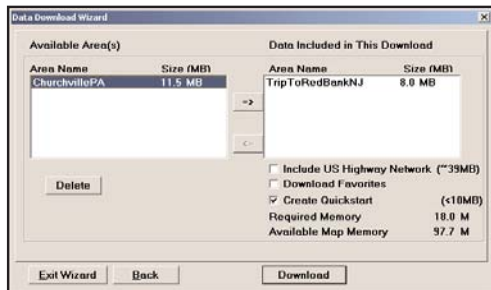 Data Download Wizard
Available Area(s)
Data Included in This Download
Area Name Size (MB)
Area Name Size (MB)
ChurchvillePA 11.5 MB
TripToRedBankNJ 8.0 MB
->
<-
Include US Highway Network (~39MB)
Delete
Download Favorites
Create Quickstart (<10MB)
Required Memory 18.0 M
Available Map Memory 97.7 M
Exit Wizard
Back
Download